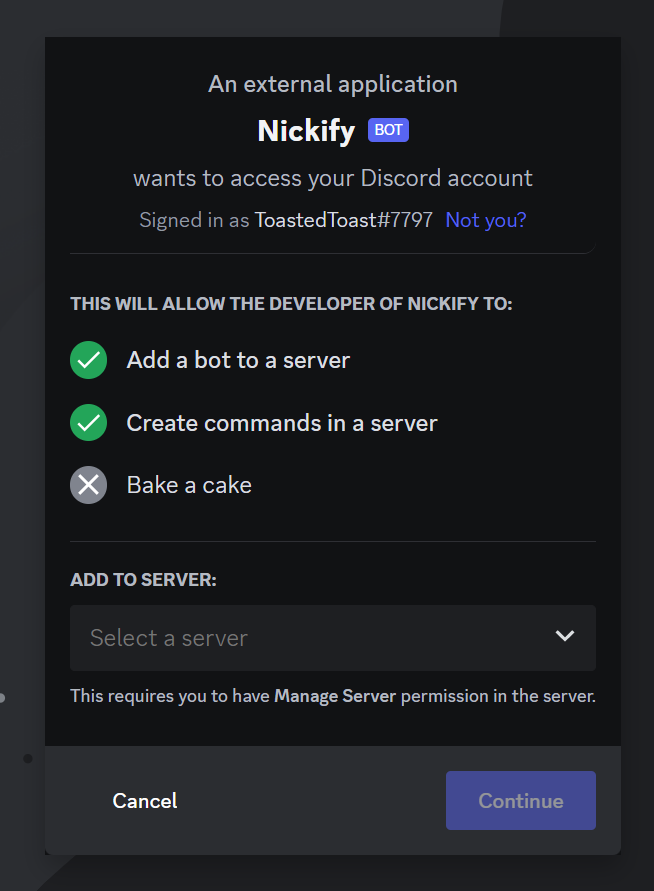 An external application
Nickify BOT
wants to access your Discord account
Signed in as ToastedToast#7797 Not you?
THIS WILL ALLOW THE DEVELOPER OF NICKIFY TO:
Add a bot to a server
Create commands in a server
Bake a cake
ADD TO SERVER:
Select a server
This requires you to have Manage Server permission in the server.
Cancel Continue